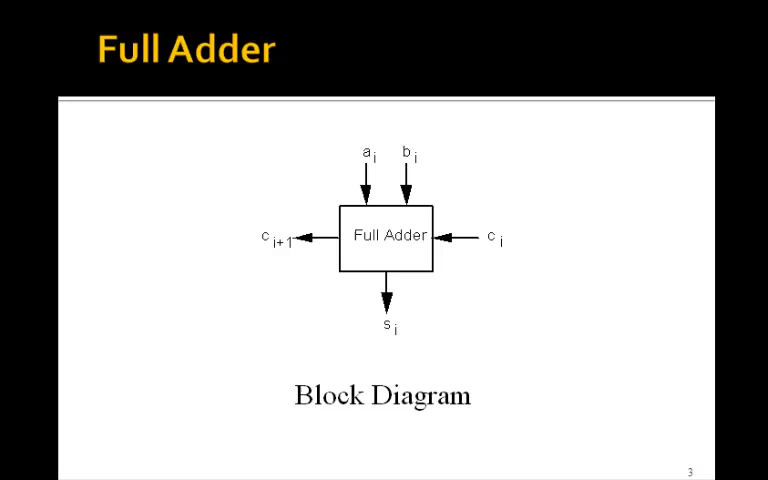 Full Adder
a i b i
c i+1 Full Adder c i
s i
Block Diagram
3